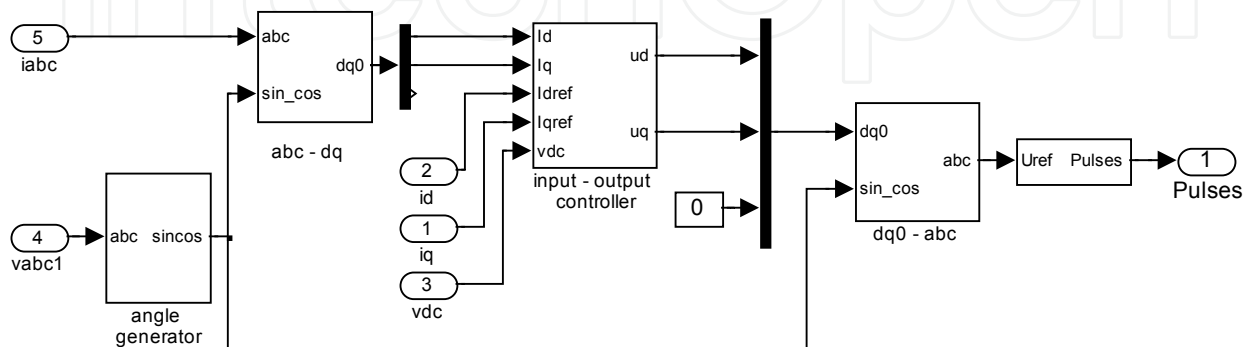 5
iabc
abc
dq0
sin_cos
abc - dq
4
vabc1
abc sincos
angle
generator
Id
Iq
Idref
Iqref
vdc
ud
uq
input - output
controller
2
id
1
iq
3
vdc
0
dq0
abc
sin_cos
dq0 - abc
Uref Pulses
1
Pulses